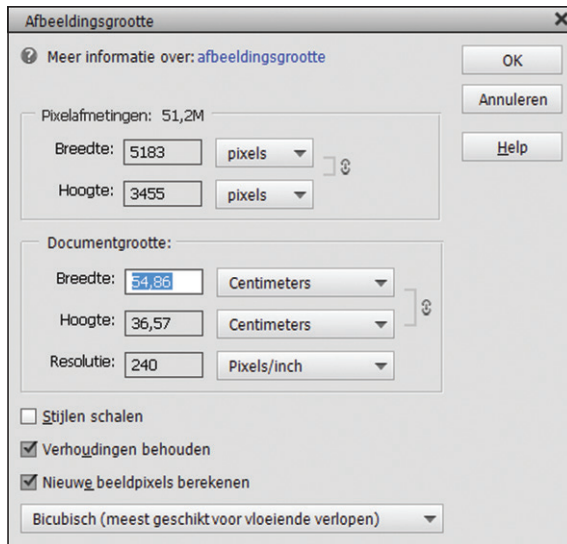 Afbeeldingsgrootte
Meer informatie over: afbeeldingsgrootte
OK
Annuleren
Help
Pixelafmetingen: 51,2M
Breedte: 5183 pixels
Hoogte: 3455 pixels
Documentgrootte:
Breedte: 54,86 Centimeters
Hoogte: 36,57 Centimeters
Resolutie: 240 Pixels/inch
Stijlen schalen
Verhoudingen behouden
Nieuwe beeldpixels berekenen
Bicubisch (meest geschikt voor vloeiende verlopen)